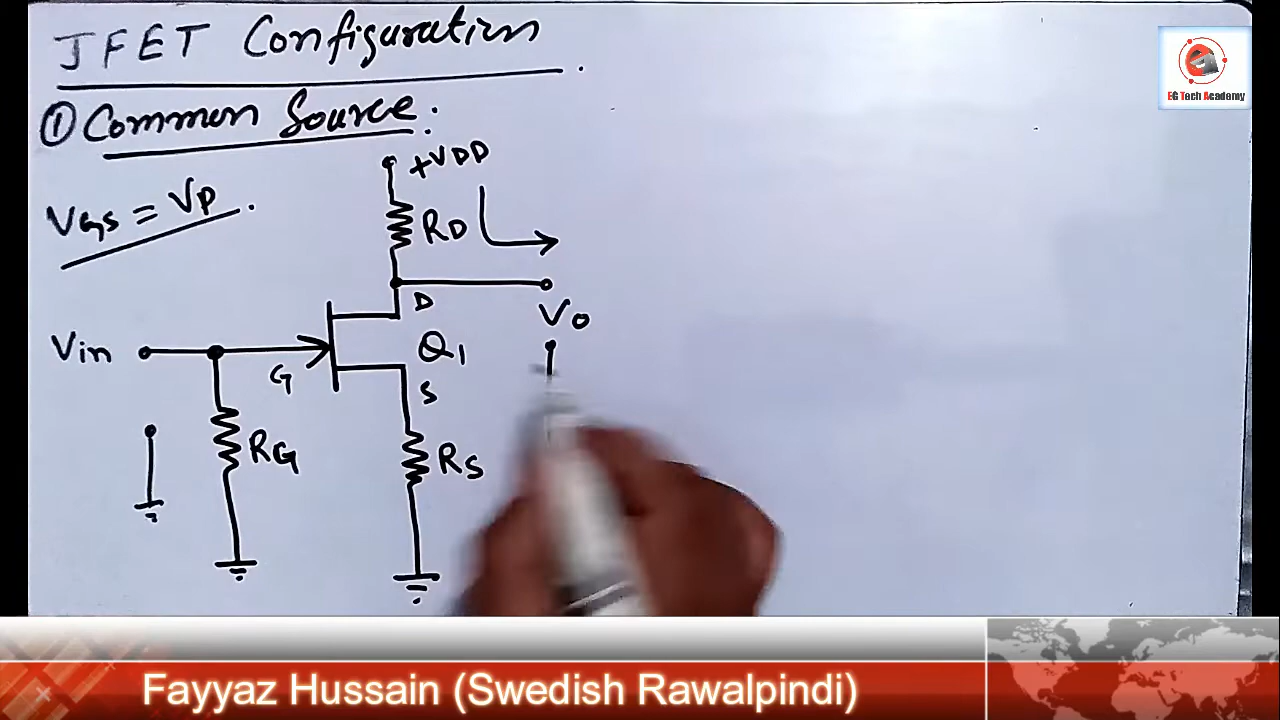 JFET Configuration.
① Common Source.
EG Tech Academy
+VDD
VGS = VP.
RD
D
Vo
Vin
Q1
G
S
RG
RS
Fayyaz Hussain (Swedish Rawalpindi)